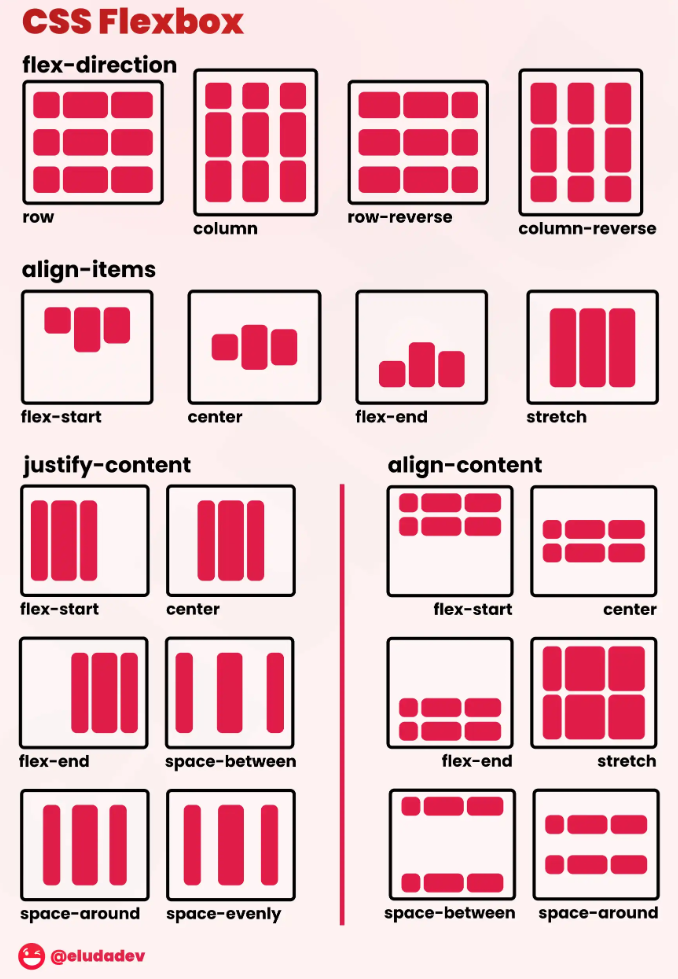 CSS Flexbox
flex-direction
row
column
row-reverse
column-reverse
align-items
flex-start
center
flex-end
stretch
justify-content
flex-start
center
flex-end
space-between
space-around
space-evenly
align-content
flex-start
center
flex-end
stretch
space-between
space-around
@eludadev